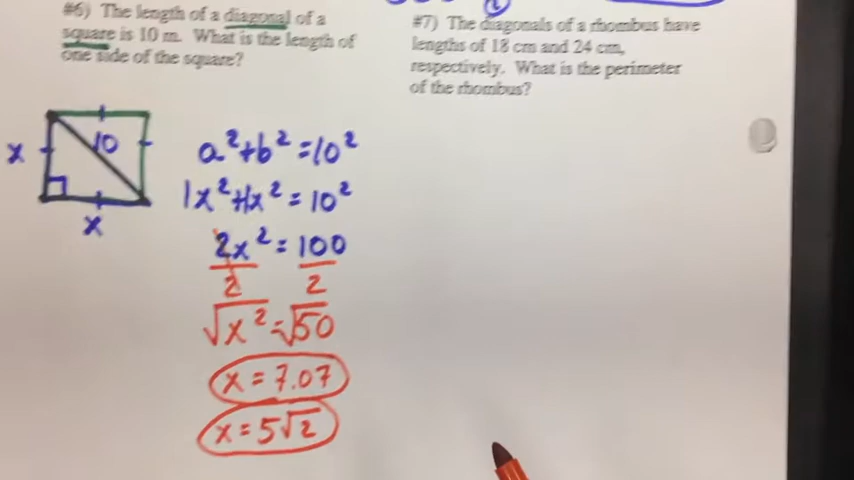 #6) The length of a diagonal of a
square is 10 m. What is the length of
one side of the square?
x
10
x
a²+b²=10²
1x²+1x²=10²
2x²=100
2 2
√x²=√50
x=7.07
x=5√2
#7) The diagonals of a rhombus have
lengths of 18 cm and 24 cm,
respectively. What is the perimeter
of the rhombus?